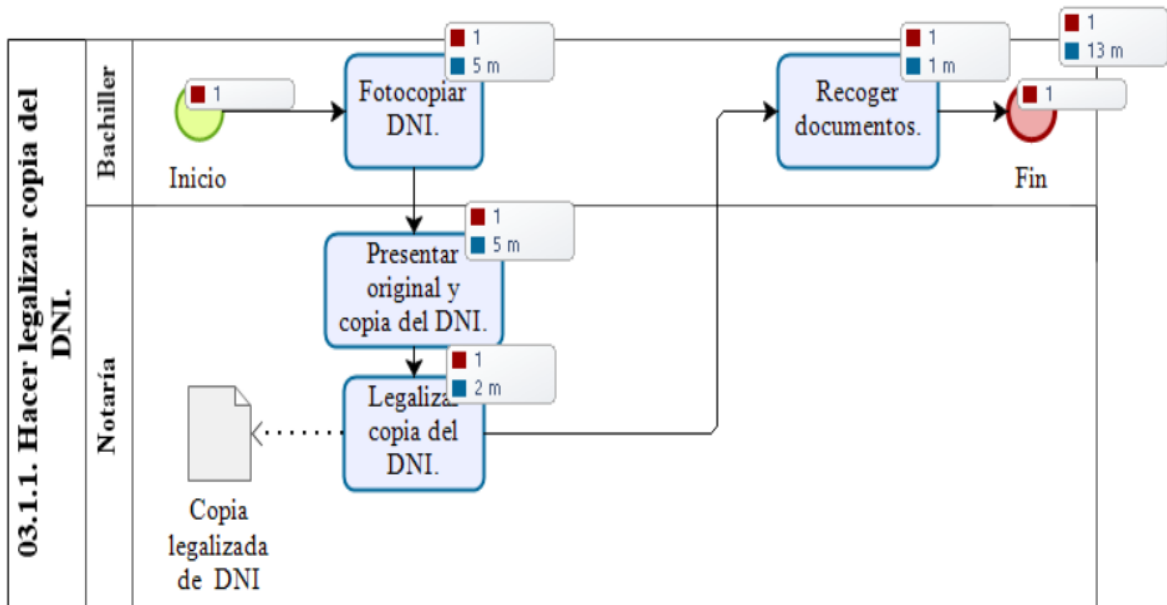 03.1.1. Hacer legalizar copia del
DNI.
Bachiller
1
Inicio
1
5 m
Fotocopiar
DNI.
1
1 m
Recoger
documentos.
1
13 m
1
Fin
Notaría
1
5 m
Presentar
original y
copia del DNI.
1
2 m
Legalizar
copia del
DNI.
Copia
legalizada
de DNI